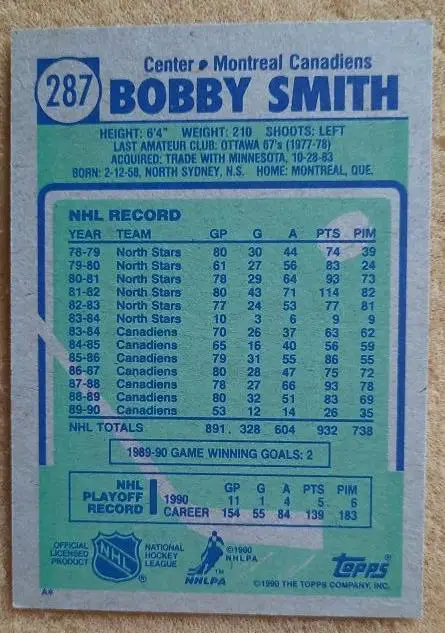 287
Center • Montreal Canadiens
BOBBY SMITH
HEIGHT: 6'4" WEIGHT: 210 SHOOTS: LEFT
LAST AMATEUR CLUB: OTTAWA 67's (1977-78)
ACQUIRED: TRADE WITH MINNESOTA, 10-28-83
BORN: 2-12-58, NORTH SYDNEY, N.S. HOME: MONTREAL, QUE.
NHL RECORD
YEAR TEAM GP G A PTS PIM
78-79 North Stars 80 30 44 74 39
79-80 North Stars 61 27 56 83 24
80-81 North Stars 78 29 64 93 73
81-82 North Stars 80 43 71 114 82
82-83 North Stars 77 24 53 77 81
83-84 North Stars 10 3 6 9 9
83-84 Canadiens 70 26 37 63 62
84-85 Canadiens 65 16 40 56 59
85-86 Canadiens 79 31 55 86 55
86-87 Canadiens 80 28 47 75 72
87-88 Canadiens 78 27 66 93 78
88-89 Canadiens 80 32 51 83 69
89-90 Canadiens 53 12 14 26 35
NHL TOTALS 891 328 604 932 738
1989-90 GAME WINNING GOALS: 2
NHL PLAYOFF RECORD
GP G A PTS PIM
1990 11 1 4 5 6
CAREER 154 55 84 139 183
OFFICIAL
LICENSED
PRODUCT
NHL
NATIONAL
HOCKEY
LEAGUE
©1990
NHLPA
NHLPA
topps
©1990 THE TOPPS COMPANY, INC.
A*